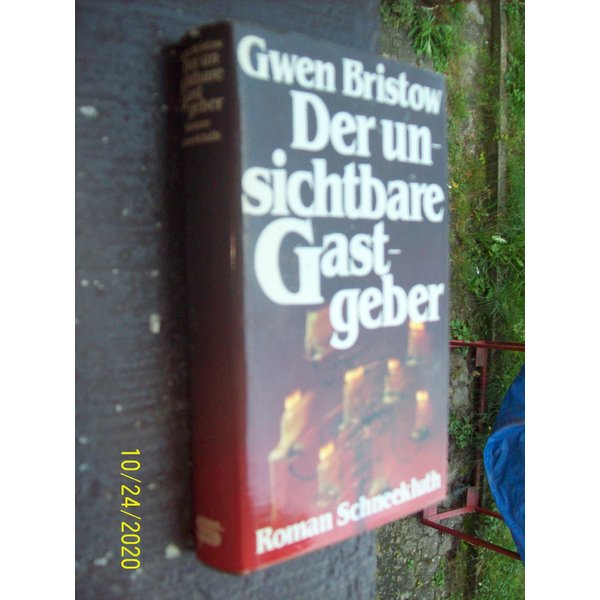 Gwen Bristow
Der un-
sichtbare
Gast-
geber
Roman Schneekluth
10/24/2020